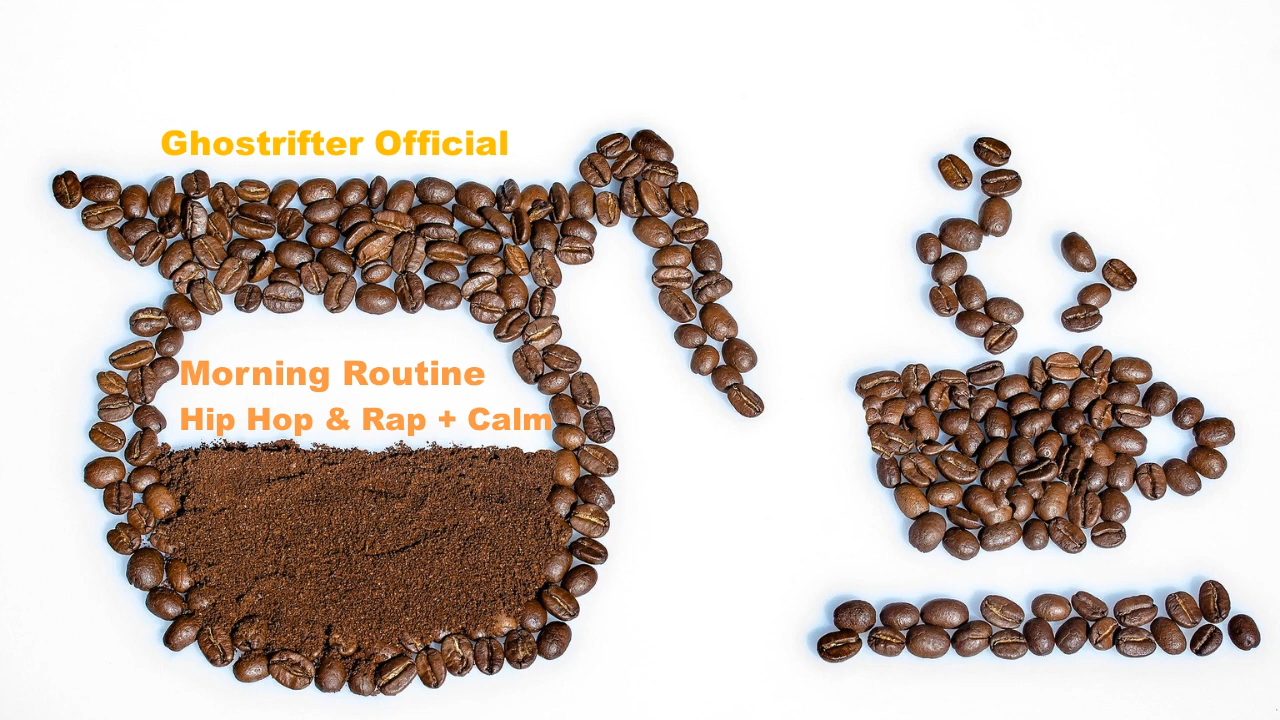 Ghostrifter Official
Morning Routine
Hip Hop & Rap + Calm